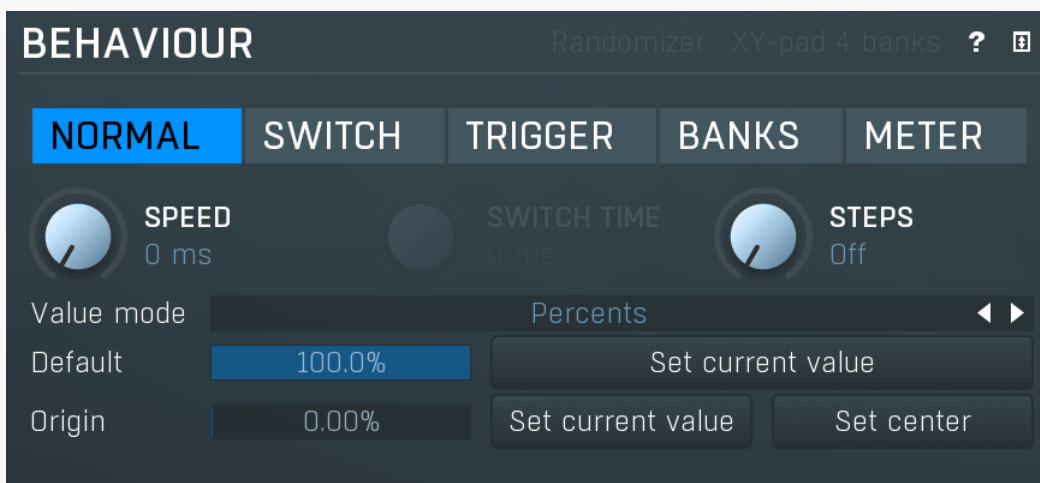 BEHAVIOUR Randomizer XY-pad 4 banks ?
NORMAL SWITCH TRIGGER BANKS METER
SPEED SWITCH TIME STEPS
0 ms 0 ms Off
Value mode Percents
Default 100.0% Set current value
Origin 0.00% Set current value Set center